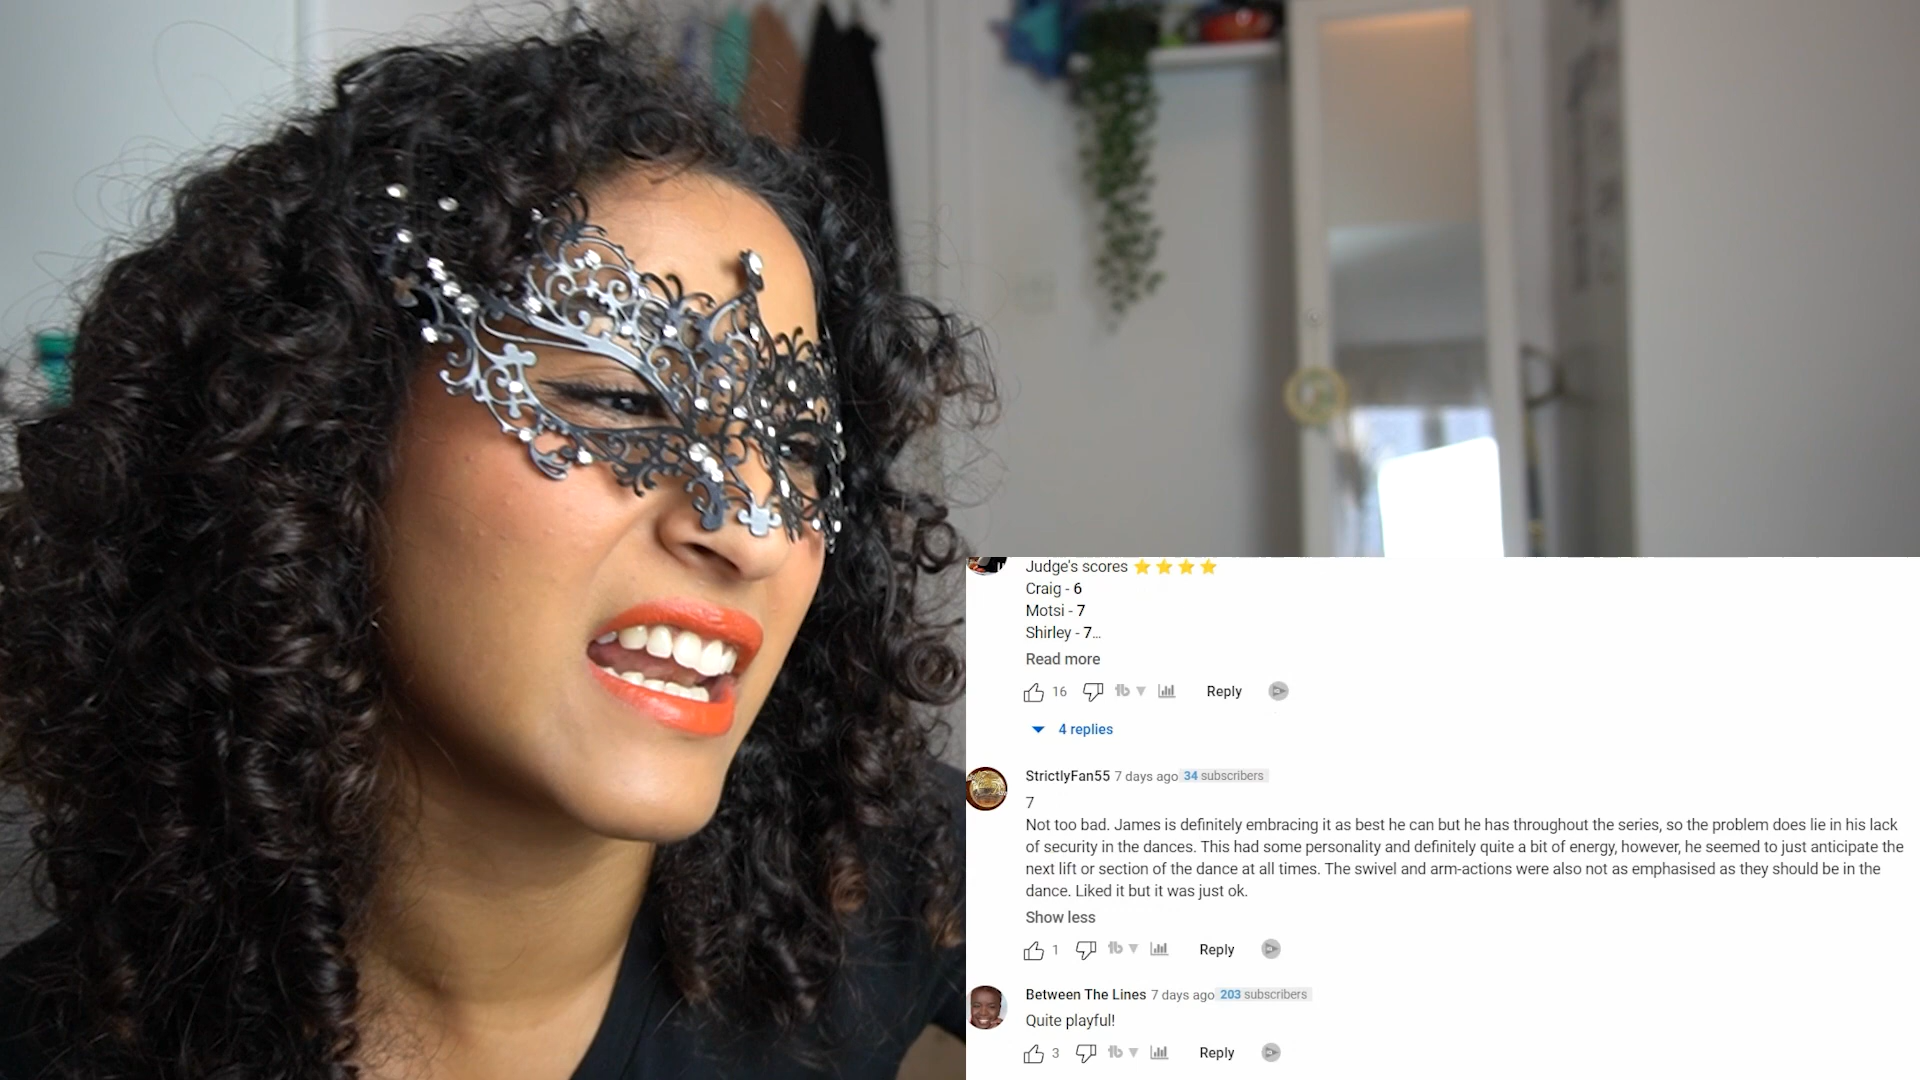 Judge's scores ⭐⭐⭐⭐
Craig - 6
Motsi - 7
Shirley - 7...
Read more
16
Reply
4 replies
StrictlyFan55 7 days ago 34 subscribers
7
Not too bad. James is definitely embracing it as best he can but he has throughout the series, so the problem does lie in his lack
of security in the dances. This had some personality and definitely quite a bit of energy, however, he seemed to just anticipate the
next lift or section of the dance at all times. The swivel and arm-actions were also not as emphasised as they should be in the
dance. Liked it but it was just ok.
Show less
1
Reply
Between The Lines 7 days ago 203 subscribers
Quite playful!
3
Reply